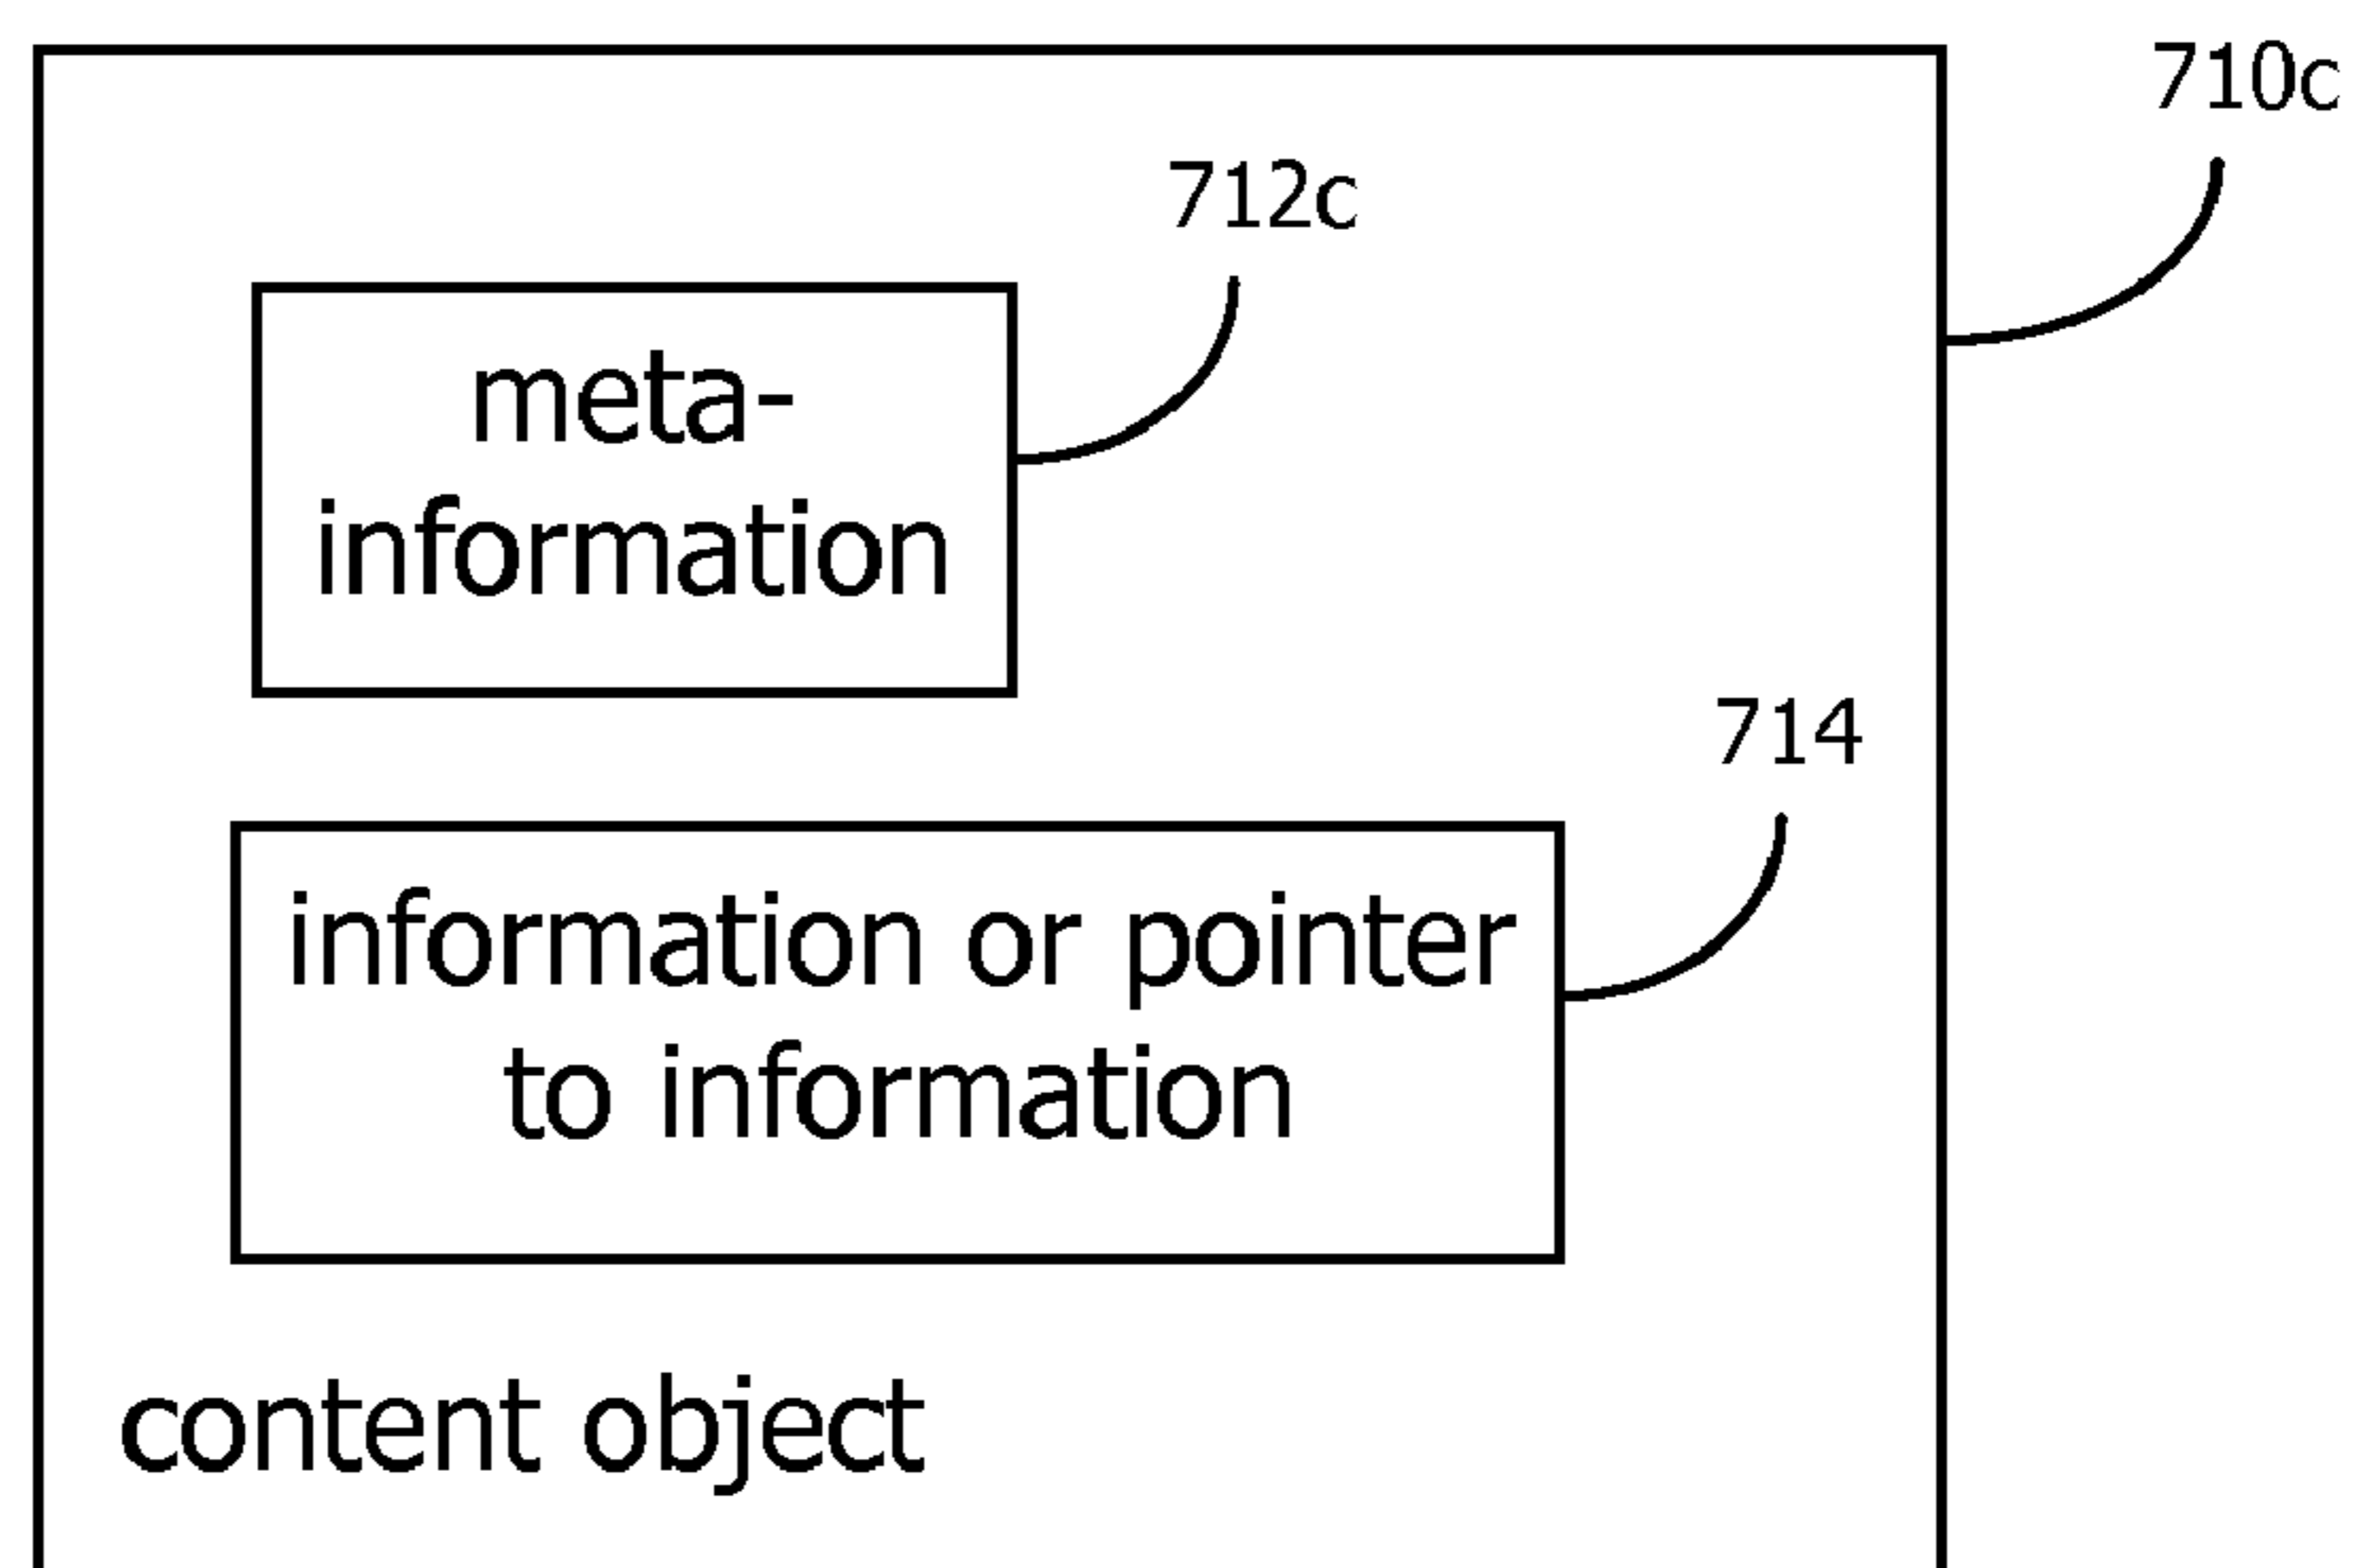 710c
712c
meta-
information
714
information or pointer
to information
content object